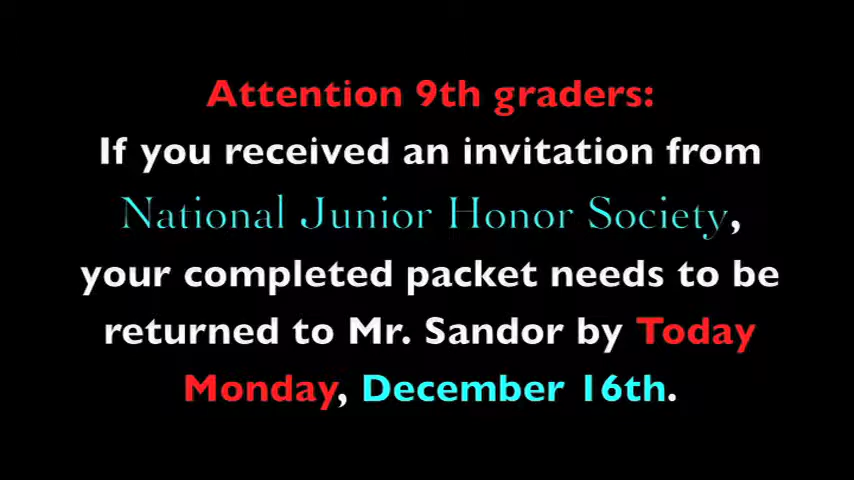 Attention 9th graders:
If you received an invitation from
National Junior Honor Society,
your completed packet needs to be
returned to Mr. Sandor by Today
Monday, December 16th.